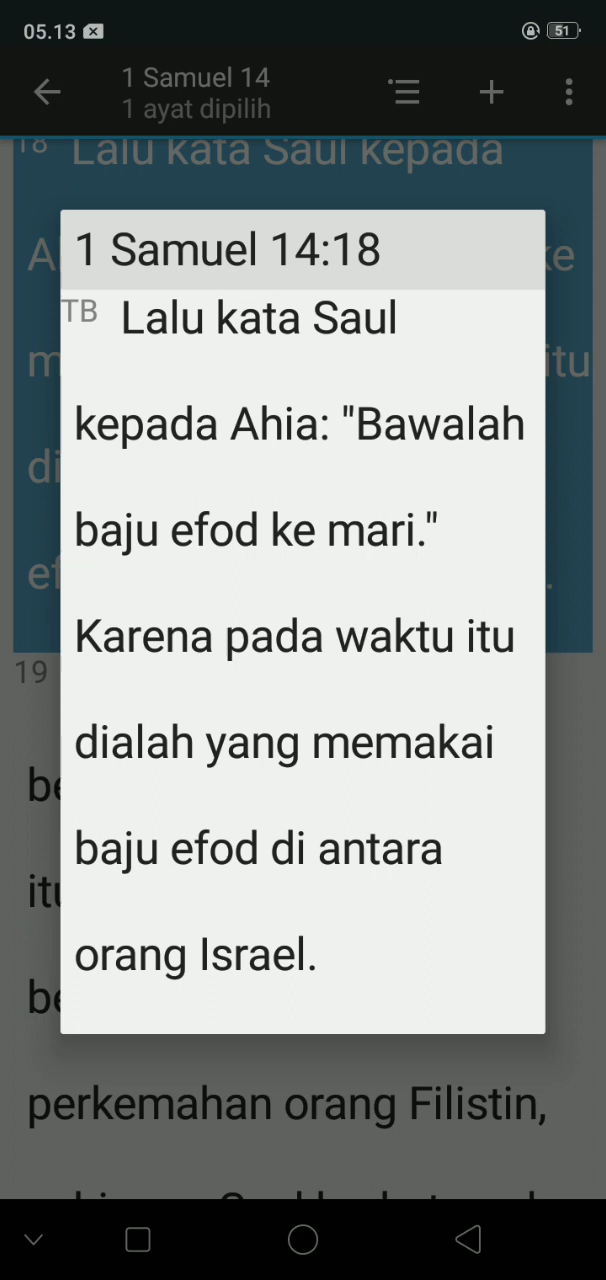 05.13
51
1 Samuel 14
1 ayat dipilih
18 Lalu kata Saul kepada
1 Samuel 14:18
TB Lalu kata Saul
kepada Ahia: "Bawalah
baju efod ke mari."
Karena pada waktu itu
dialah yang memakai
baju efod di antara
orang Israel.
ke
itu
19
perkemahan orang Filistin,